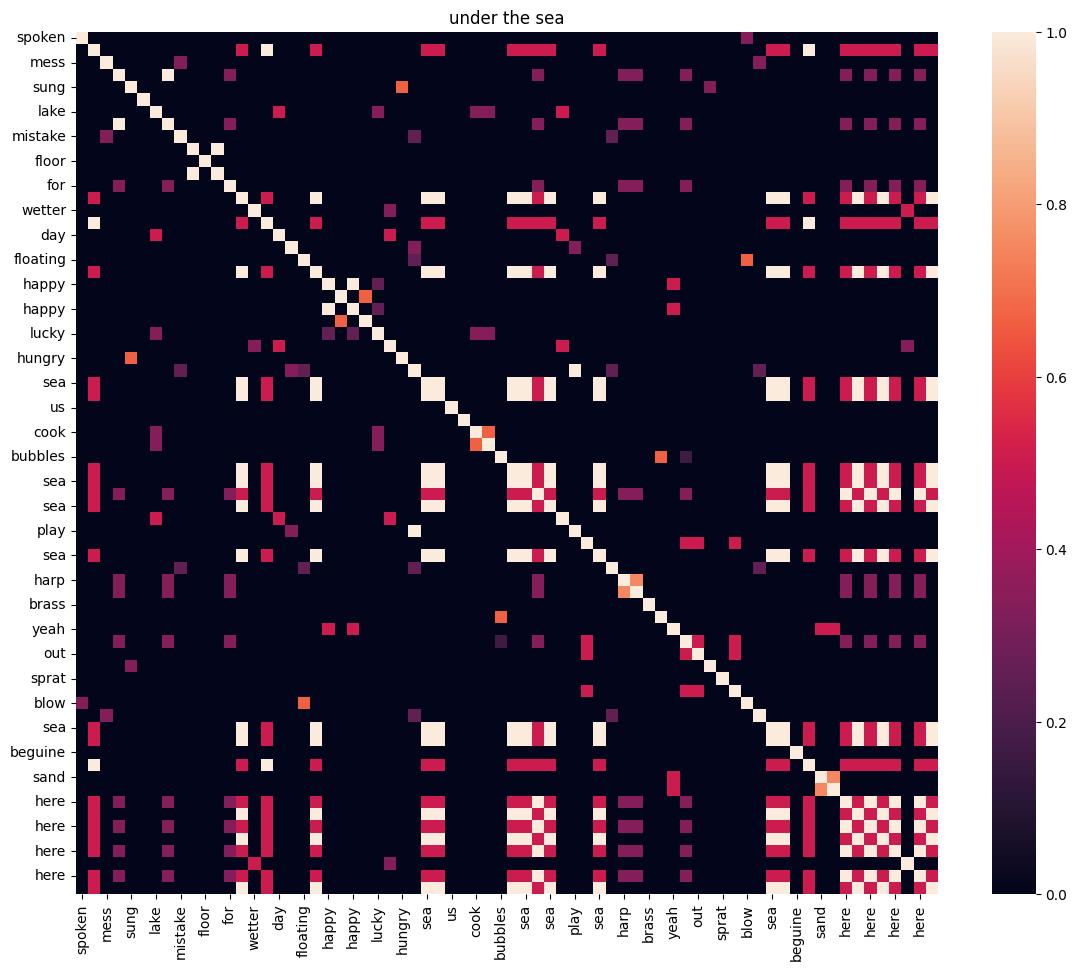 under the sea
spoken
mess
sung
lake
mistake
floor
for
wetter
day
floating
happy
happy
lucky
hungry
sea
us
cook
bubbles
sea
sea
play
sea
harp
brass
yeah
out
sprat
blow
sea
beguine
sand
here
here
here
here
1.0
0.8
0.6
0.4
0.2
0.0
spoken
mess
sung
lake
mistake
floor
for
wetter
day
floating
happy
happy
lucky
hungry
sea
us
cook
bubbles
sea
sea
play
sea
harp
brass
yeah
out
sprat
blow
sea
beguine
sand
here
here
here
here